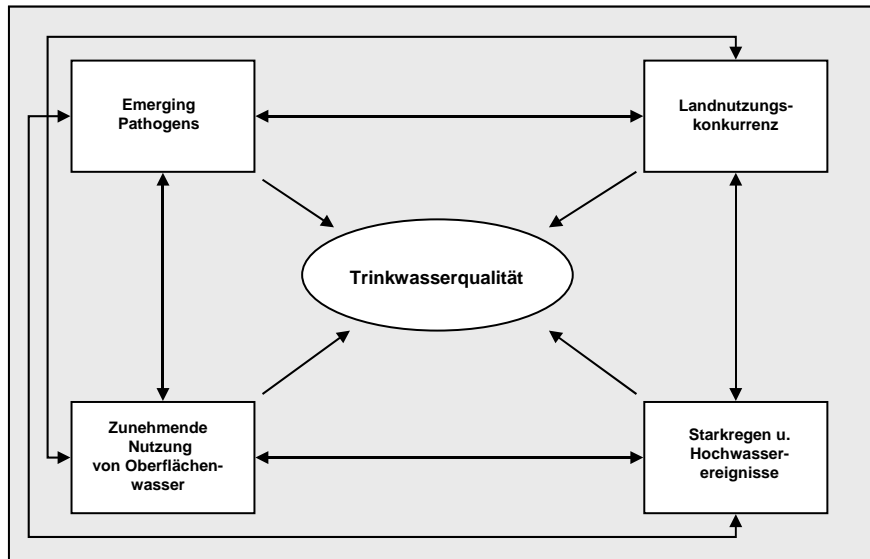 Emerging
Pathogens
Landnutzungs-
konkurrenz
Trinkwasserqualität
Zunehmende
Nutzung
von Oberflächen-
wasser
Starkregen u.
Hochwasser-
ereignisse